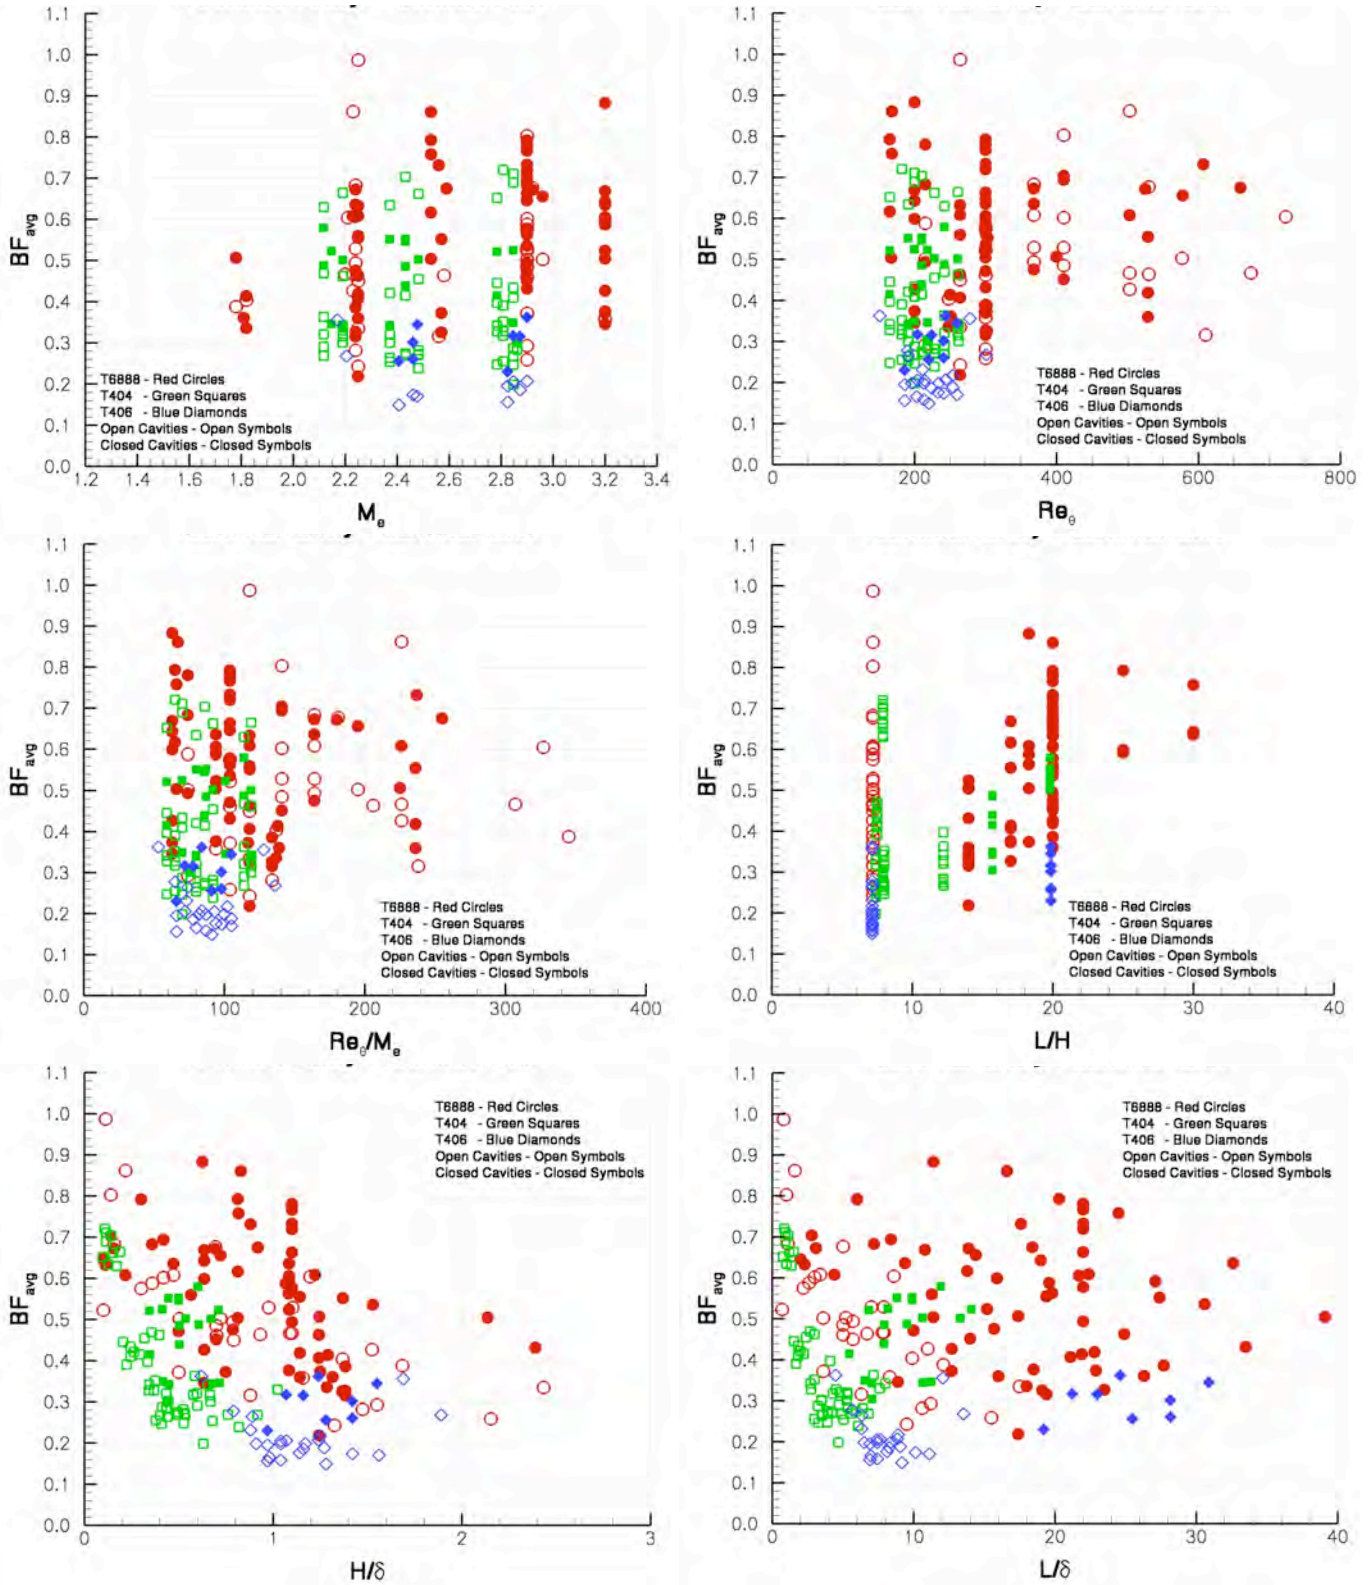 1.1
1.0
0.9
0.8
0.7
0.6
0.5
0.4
0.3
0.2
0.1
0.0
BF avg
T6888 - Red Circles
T404 - Green Squares
T406 - Blue Diamonds
Open Cavities - Open Symbols
Closed Cavities - Closed Symbols
1.2 1.4 1.6 1.8 2.0 2.2 2.4 2.6 2.8 3.0 3.2 3.4
M e
1.1
1.0
0.9
0.8
0.7
0.6
0.5
0.4
0.3
0.2
0.1
0.0
BF avg
T6888 - Red Circles
T404 - Green Squares
T406 - Blue Diamonds
Open Cavities - Open Symbols
Closed Cavities - Closed Symbols
0 200 400 600 800
Re θ
1.1
1.0
0.9
0.8
0.7
0.6
0.5
0.4
0.3
0.2
0.1
0.0
BF avg
T6888 - Red Circles
T404 - Green Squares
T406 - Blue Diamonds
Open Cavities - Open Symbols
Closed Cavities - Closed Symbols
0 100 200 300 400
Re θ /M e
1.1
1.0
0.9
0.8
0.7
0.6
0.5
0.4
0.3
0.2
0.1
0.0
BF avg
T6888 - Red Circles
T404 - Green Squares
T406 - Blue Diamonds
Open Cavities - Open Symbols
Closed Cavities - Closed Symbols
0 10 20 30 40
L/H
1.1
1.0
0.9
0.8
0.7
0.6
0.5
0.4
0.3
0.2
0.1
0.0
BF avg
T6888 - Red Circles
T404 - Green Squares
T406 - Blue Diamonds
Open Cavities - Open Symbols
Closed Cavities - Closed Symbols
0 1 2 3
H/δ
1.1
1.0
0.9
0.8
0.7
0.6
0.5
0.4
0.3
0.2
0.1
0.0
BF avg
T6888 - Red Circles
T404 - Green Squares
T406 - Blue Diamonds
Open Cavities - Open Symbols
Closed Cavities - Closed Symbols
0 10 20 30 40
L/δ